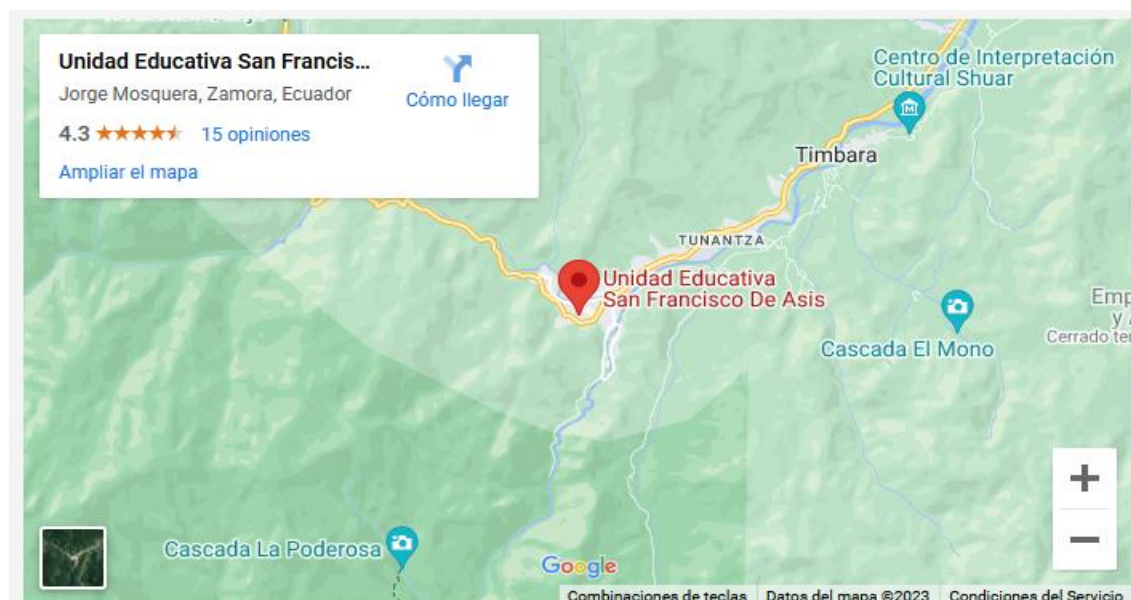 Unidad Educativa San Francis...
Jorge Mosquera, Zamora, Ecuador
Cómo llegar
4.3
15 opiniones
Ampliar el mapa
Centro de Interpretación
Cultural Shuar
Timbara
TUNANTZA
Unidad Educativa
San Francisco De Asis
Emp
y
Cerrado ter
Cascada El Mono
Cascada La Poderosa
Google
Combinaciones de teclas
Datos del mapa ©2023
Condiciones del Servicio